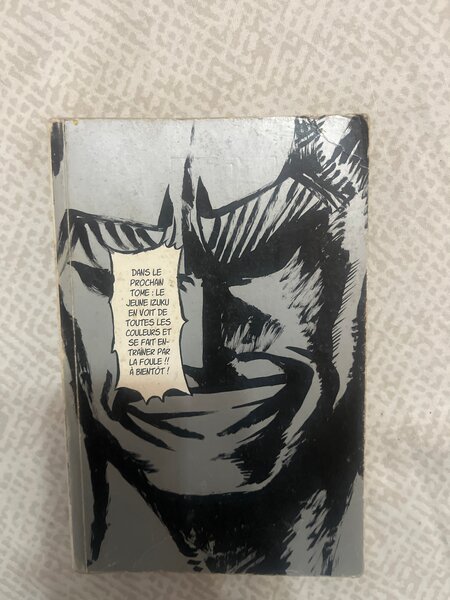 DANS LE
PROCHAIN
TOME : LE
JEUNE IZUKU
EN VOIT DE
TOUTES LES
COULEURS ET
SE FAIT EN-
TRAÎNER PAR
LA FOULE !!
À BIENTÔT !